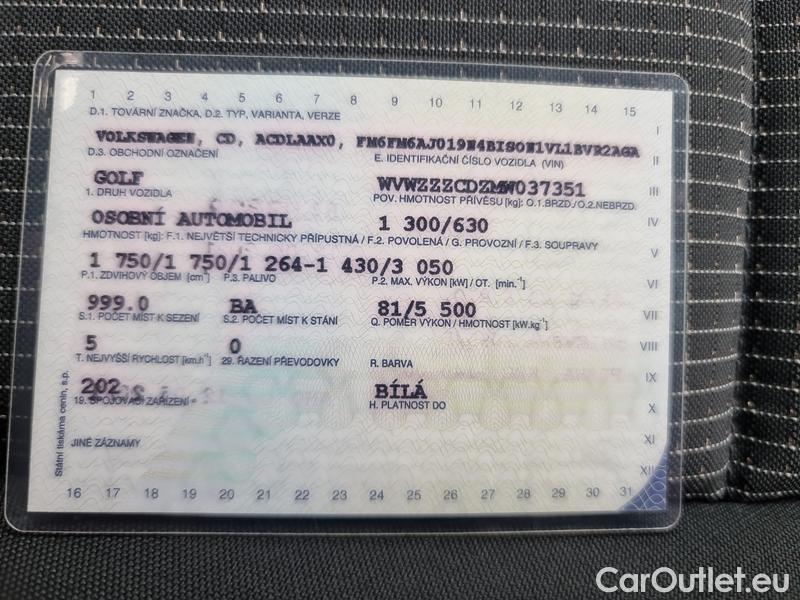 1 2 3 4 5 6 7 8 9 10 11 12 13 14 15
D.1. TOVÁRNÍ ZNAČKA, D.2. TYP, VARIANTA, VERZE
I
VOLKSWAGEN, CD, ACDLAAX0, FM6FM6AJ019N4BISON1VL1BVR2AGA
D.3. OBCHODNÍ OZNAČENÍ E. IDENTIFIKAČNÍ ČÍSLO VOZIDLA (VIN)
II
GOLF WVWZZZCDZMW037351
III
1. DRUH VOZIDLA POV. HMOTNOST PŘÍVĚSU [kg]: O.1.BRZD./O.2.NEBRZD.
OSOBNÍ AUTOMOBIL 1 300/630
IV
HMOTNOST [kg]: F.1. NEJVĚTŠÍ TECHNICKY PŘÍPUSTNÁ / F.2. POVOLENÁ / G. PROVOZNÍ / F.3. SOUPRAVY
V
1 750/1 750/1 264-1 430/3 050
P.1. ZDVIHOVÝ OBJEM [cm³] P.3. PALIVO P.2. MAX. VÝKON [kW] / OT. [min.⁻¹]
VI
999.0 BA 81/5 500
VII
S.1. POČET MÍST K SEZENÍ S.2. POČET MÍST K STÁNÍ Q. POMĚR VÝKON / HMOTNOST [kW.kg⁻¹]
5 0
VIII
T. NEJVYŠŠÍ RYCHLOST [km.h⁻¹] 29. ŘAZENÍ PŘEVODOVKY R. BARVA
IX
202 BÍLÁ
19. SPOJOVACÍ ZAŘÍZENÍ H. PLATNOST DO
X
JINÉ ZÁZNAMY
XI
XII
Státní tiskárna cenin, s.p.
16 17 18 19 20 21 22 23 24 25 26 27 28 29 30 31
CarOutlet.eu